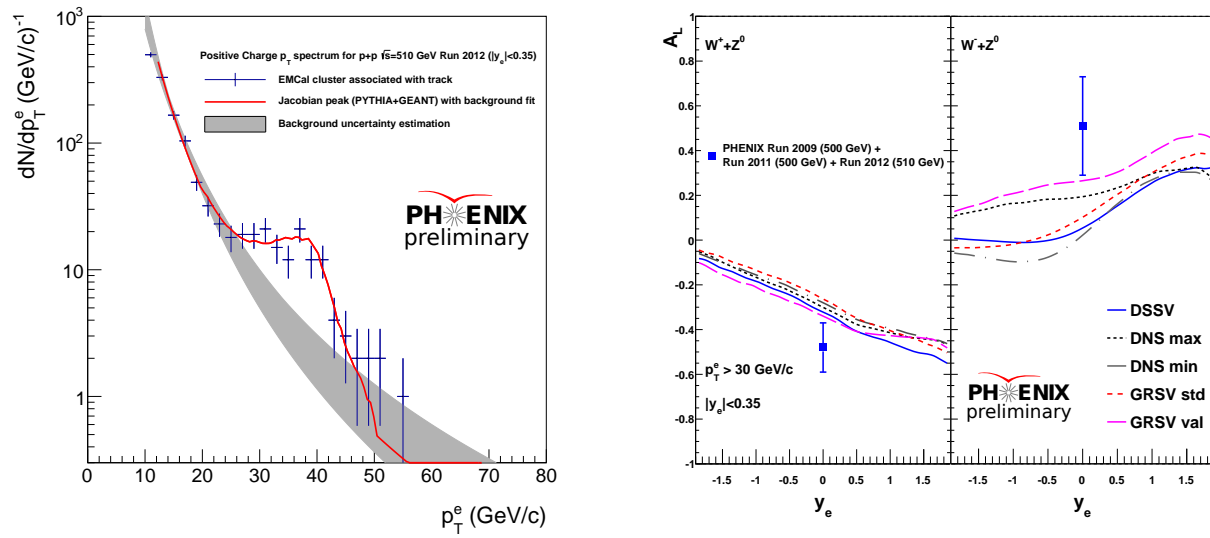 Positive Charge p_T spectrum for p+p √s=510 GeV Run 2012 (|y_e|<0.35)
EMCal cluster associated with track
Jacobian peak (PYTHIA+GEANT) with background fit
Background uncertainty estimation
PHENIX
preliminary
dN/dp_T^e (GeV/c)^-1
10^3
10^2
10
1
0 10 20 30 40 50 60 70 80
p_T^e (GeV/c)
A_L
W^+ + Z^0
PHENIX Run 2009 (500 GeV) +
Run 2011 (500 GeV) + Run 2012 (510 GeV)
p_T^e > 30 GeV/c
|y_e|<0.35
1
0.8
0.6
0.4
0.2
0
-0.2
-0.4
-0.6
-0.8
-1
-1.5 -1 -0.5 0 0.5 1 1.5
y_e
W^- + Z^0
DSSV
DNS max
DNS min
GRSV std
GRSV val
PHENIX
preliminary
-1.5 -1 -0.5 0 0.5 1 1.5
y_e